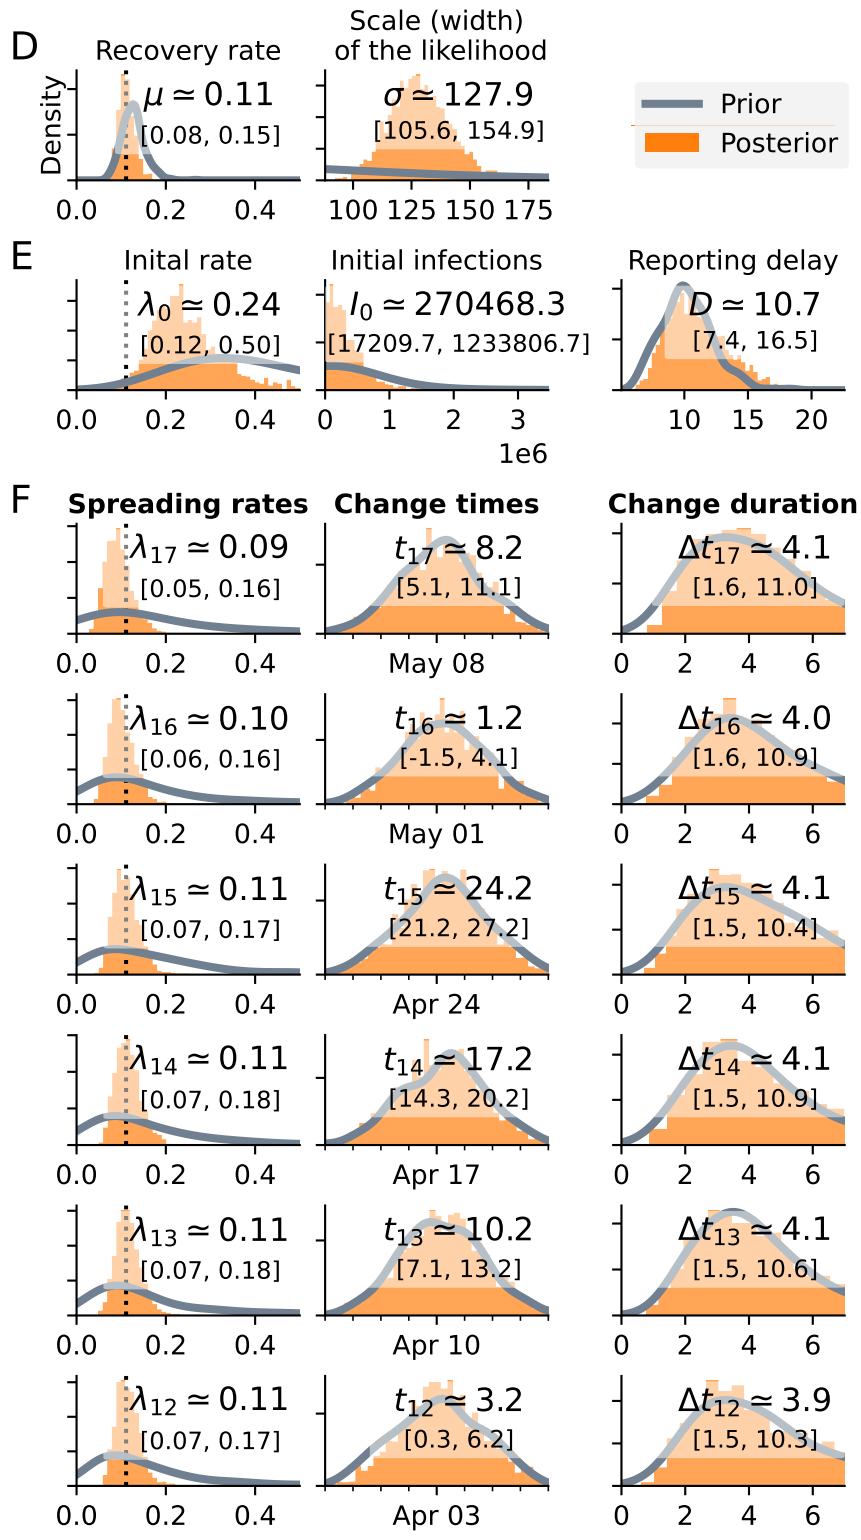 D
Recovery rate
Scale (width)
of the likelihood
Density
μ ≃ 0.11
[0.08, 0.15]
σ ≃ 127.9
[105.6, 154.9]
Prior
Posterior
0.0 0.2 0.4
100 125 150 175
E
Inital rate
Initial infections
Reporting delay
λ₀ ≃ 0.24
[0.12, 0.50]
I₀ ≃ 270468.3
[17209.7, 1233806.7]
D ≃ 10.7
[7.4, 16.5]
0.0 0.2 0.4
0 1 2 3
1e6
10 15 20
F
Spreading rates
Change times
Change duration
λ₁₇ ≃ 0.09
[0.05, 0.16]
t₁₇ ≃ 8.2
[5.1, 11.1]
Δt₁₇ ≃ 4.1
[1.6, 11.0]
0.0 0.2 0.4
May 08
0 2 4 6
λ₁₆ ≃ 0.10
[0.06, 0.16]
t₁₆ ≃ 1.2
[-1.5, 4.1]
Δt₁₆ ≃ 4.0
[1.6, 10.9]
0.0 0.2 0.4
May 01
0 2 4 6
λ₁₅ ≃ 0.11
[0.07, 0.17]
t₁₅ ≃ 24.2
[21.2, 27.2]
Δt₁₅ ≃ 4.1
[1.5, 10.4]
0.0 0.2 0.4
Apr 24
0 2 4 6
λ₁₄ ≃ 0.11
[0.07, 0.18]
t₁₄ ≃ 17.2
[14.3, 20.2]
Δt₁₄ ≃ 4.1
[1.5, 10.9]
0.0 0.2 0.4
Apr 17
0 2 4 6
λ₁₃ ≃ 0.11
[0.07, 0.18]
t₁₃ ≃ 10.2
[7.1, 13.2]
Δt₁₃ ≃ 4.1
[1.5, 10.6]
0.0 0.2 0.4
Apr 10
0 2 4 6
λ₁₂ ≃ 0.11
[0.07, 0.17]
t₁₂ ≃ 3.2
[0.3, 6.2]
Δt₁₂ ≃ 3.9
[1.5, 10.3]
0.0 0.2 0.4
Apr 03
0 2 4 6